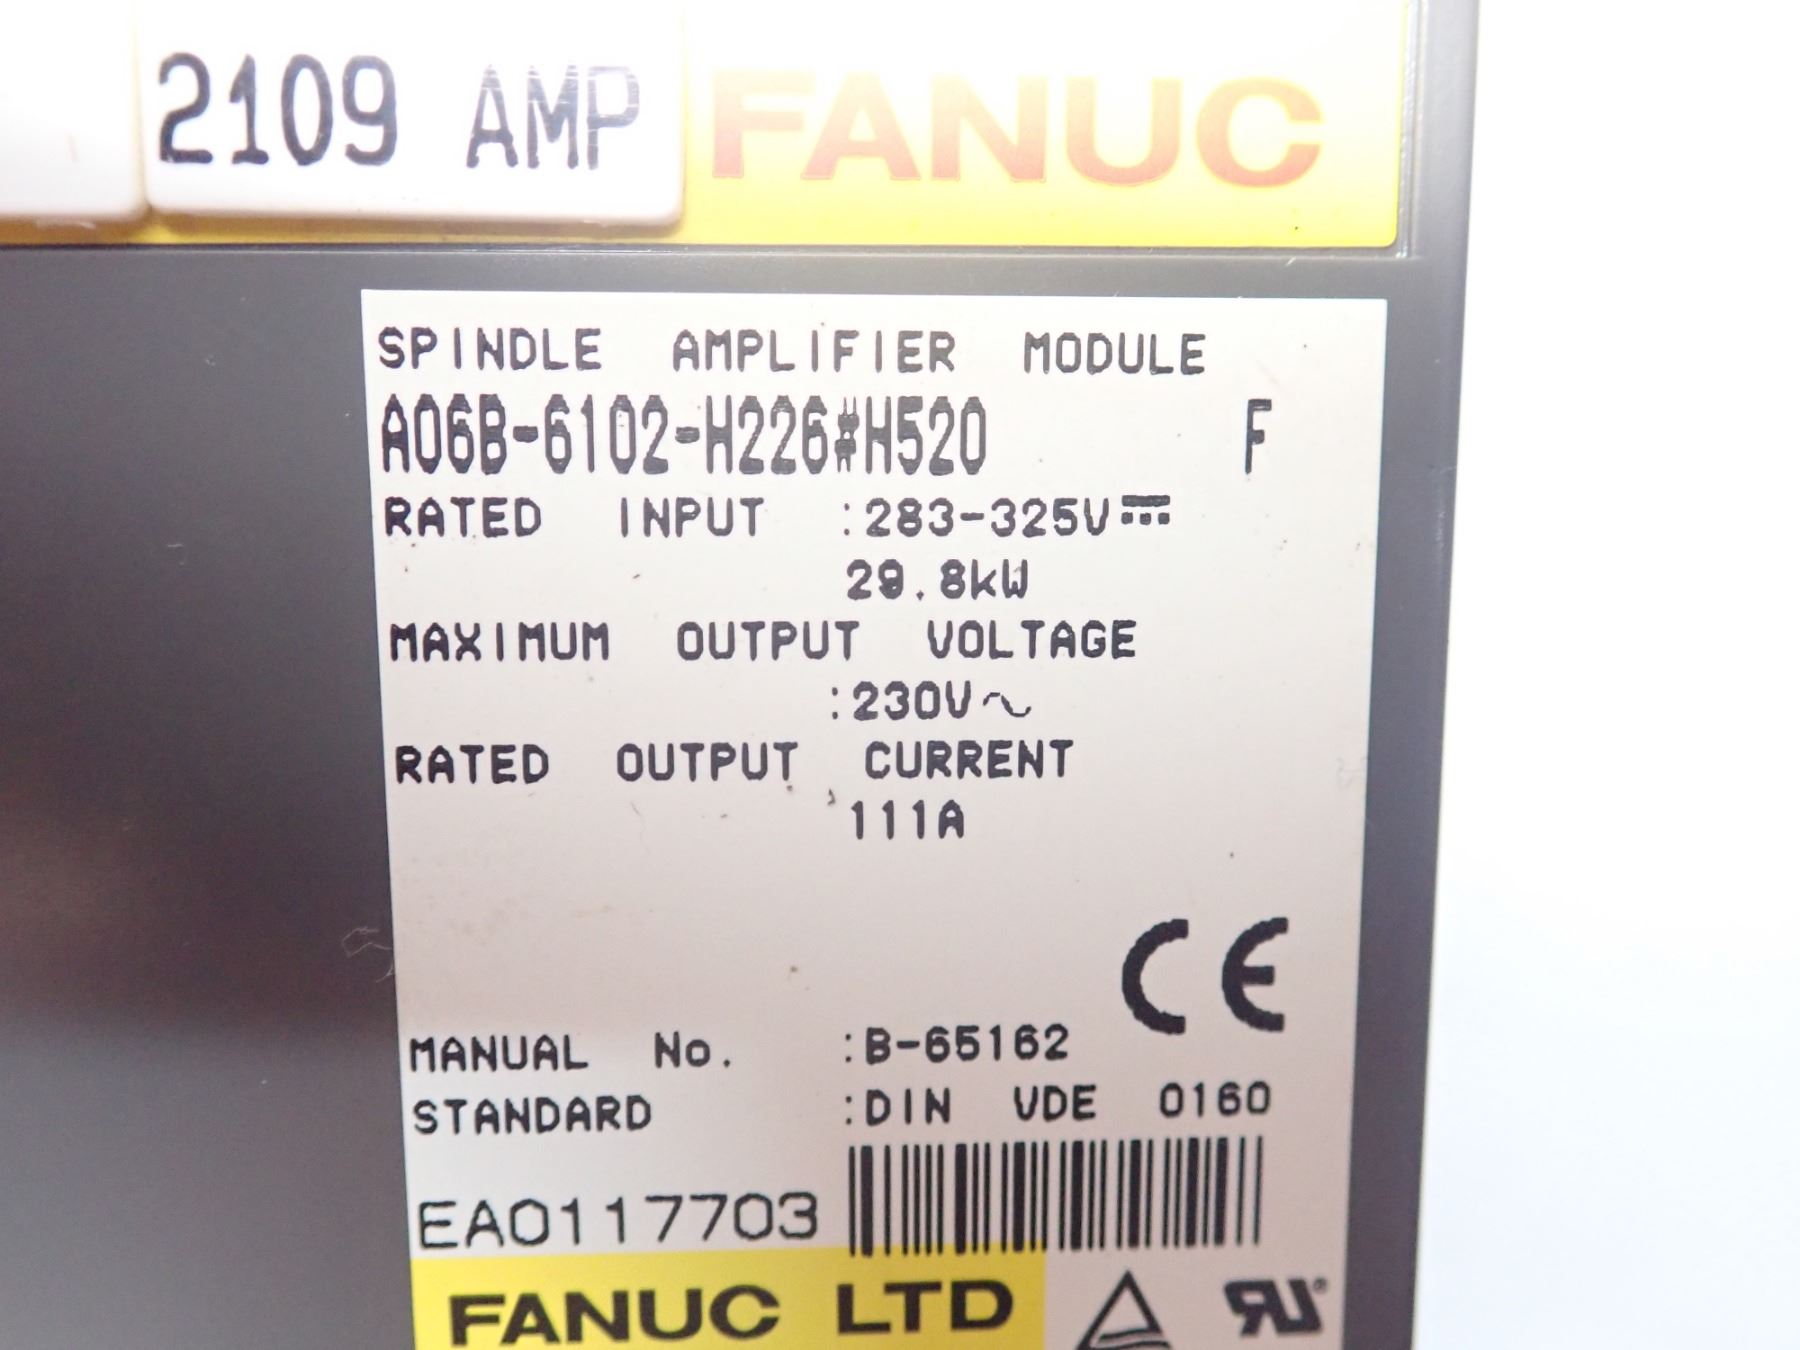 2109 AMP
FANUC
SPINDLE AMPLIFIER MODULE
A06B-6102-H226#H520 F
RATED INPUT :283-325V⎓
29.8kW
MAXIMUM OUTPUT VOLTAGE
:230V~
RATED OUTPUT CURRENT
111A
CE
MANUAL No. :B-65162
STANDARD :DIN VDE 0160
EA0117703
FANUC LTD